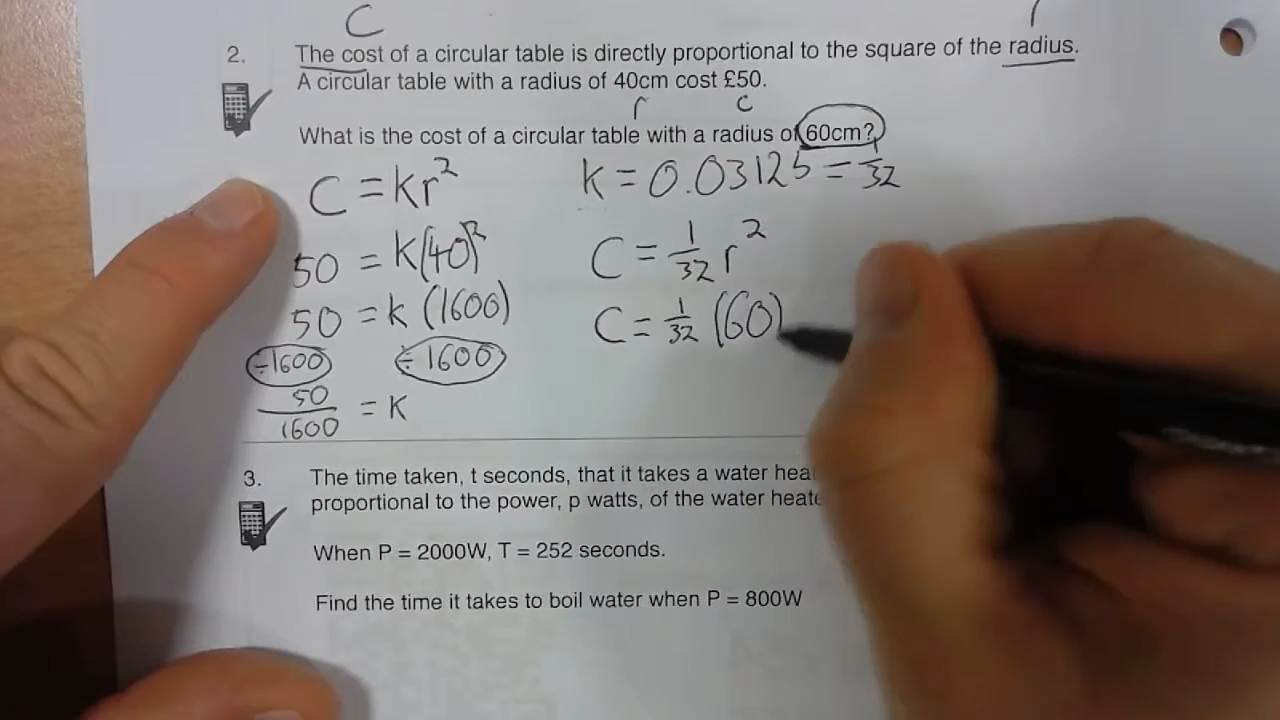 C r
2. The cost of a circular table is directly proportional to the square of the radius.
A circular table with a radius of 40cm cost £50.
r c
What is the cost of a circular table with a radius of 60cm?
C = kr²
50 = k(40)²
50 = k (1600)
÷1600 ÷1600
50/1600 = k
k = 0.03125 = 1/32
C = 1/32 r²
C = 1/32 (60)
3. The time taken, t seconds, that it takes a water
proportional to the power, p watts, of the water
When P = 2000W, T = 252 seconds.
Find the time it takes to boil water when P = 800W